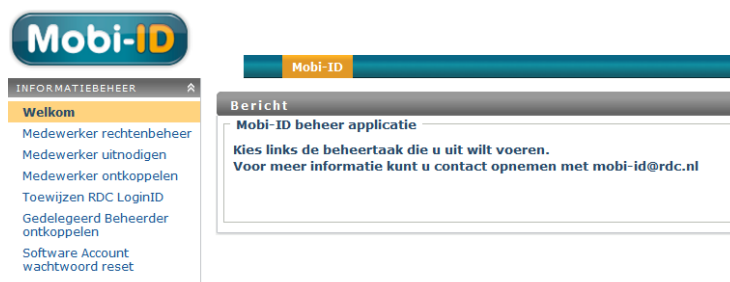 Mobi-ID
Mobi-ID
INFORMATIEBEHEER
Welkom
Medewerker rechtenbeheer
Medewerker uitnodigen
Medewerker ontkoppelen
Toewijzen RDC LoginID
Gedelegeerd Beheerder
ontkoppelen
Software Account
wachtwoord reset
Bericht
Mobi-ID beheer applicatie
Kies links de beheertaak die u uit wilt voeren.
Voor meer informatie kunt u contact opnemen met mobi-id@rdc.nl